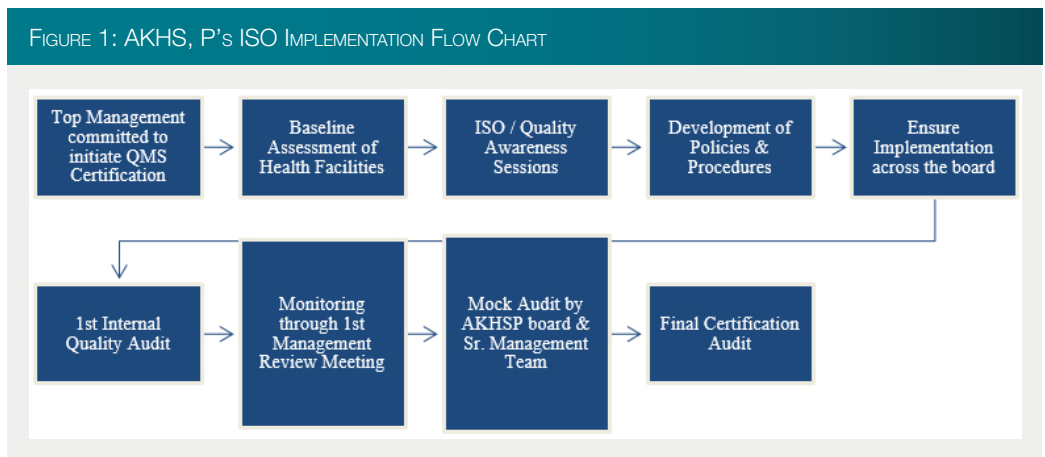 FIGURE 1: AKHS, P'S ISO IMPLEMENTATION FLOW CHART
Top Management
committed to
initiate QMS
Certification
Baseline
Assessment of
Health Facilities
ISO / Quality
Awareness
Sessions
Development of
Policies &
Procedures
Ensure
Implementation
across the board
1st Internal
Quality Audit
Monitoring
through 1st
Management
Review Meeting
Mock Audit by
AKHSP board &
Sr. Management
Team
Final Certification
Audit